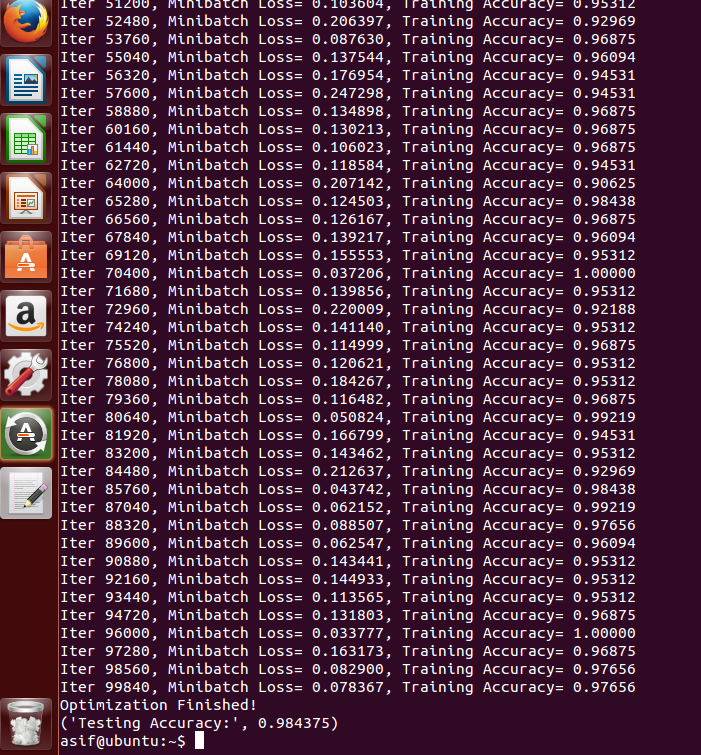 Iter 51200, Minibatch Loss= 0.103604, Training Accuracy= 0.95312
Iter 52480, Minibatch Loss= 0.206397, Training Accuracy= 0.92969
Iter 53760, Minibatch Loss= 0.087630, Training Accuracy= 0.96875
Iter 55040, Minibatch Loss= 0.137544, Training Accuracy= 0.96094
Iter 56320, Minibatch Loss= 0.176954, Training Accuracy= 0.94531
Iter 57600, Minibatch Loss= 0.247298, Training Accuracy= 0.94531
Iter 58880, Minibatch Loss= 0.134898, Training Accuracy= 0.96875
Iter 60160, Minibatch Loss= 0.130213, Training Accuracy= 0.96875
Iter 61440, Minibatch Loss= 0.106023, Training Accuracy= 0.96875
Iter 62720, Minibatch Loss= 0.118584, Training Accuracy= 0.94531
Iter 64000, Minibatch Loss= 0.207142, Training Accuracy= 0.90625
Iter 65280, Minibatch Loss= 0.124503, Training Accuracy= 0.98438
Iter 66560, Minibatch Loss= 0.126167, Training Accuracy= 0.96875
Iter 67840, Minibatch Loss= 0.139217, Training Accuracy= 0.96094
Iter 69120, Minibatch Loss= 0.155553, Training Accuracy= 0.95312
Iter 70400, Minibatch Loss= 0.037206, Training Accuracy= 1.00000
Iter 71680, Minibatch Loss= 0.139856, Training Accuracy= 0.95312
Iter 72960, Minibatch Loss= 0.220009, Training Accuracy= 0.92188
Iter 74240, Minibatch Loss= 0.141140, Training Accuracy= 0.95312
Iter 75520, Minibatch Loss= 0.114999, Training Accuracy= 0.96875
Iter 76800, Minibatch Loss= 0.120621, Training Accuracy= 0.95312
Iter 78080, Minibatch Loss= 0.184267, Training Accuracy= 0.95312
Iter 79360, Minibatch Loss= 0.116482, Training Accuracy= 0.96875
Iter 80640, Minibatch Loss= 0.050824, Training Accuracy= 0.99219
Iter 81920, Minibatch Loss= 0.166799, Training Accuracy= 0.94531
Iter 83200, Minibatch Loss= 0.143462, Training Accuracy= 0.95312
Iter 84480, Minibatch Loss= 0.212637, Training Accuracy= 0.92969
Iter 85760, Minibatch Loss= 0.043742, Training Accuracy= 0.98438
Iter 87040, Minibatch Loss= 0.062152, Training Accuracy= 0.99219
Iter 88320, Minibatch Loss= 0.088507, Training Accuracy= 0.97656
Iter 89600, Minibatch Loss= 0.062547, Training Accuracy= 0.96094
Iter 90880, Minibatch Loss= 0.143441, Training Accuracy= 0.95312
Iter 92160, Minibatch Loss= 0.144933, Training Accuracy= 0.95312
Iter 93440, Minibatch Loss= 0.113565, Training Accuracy= 0.95312
Iter 94720, Minibatch Loss= 0.131803, Training Accuracy= 0.96875
Iter 96000, Minibatch Loss= 0.033777, Training Accuracy= 1.00000
Iter 97280, Minibatch Loss= 0.163173, Training Accuracy= 0.96875
Iter 98560, Minibatch Loss= 0.082900, Training Accuracy= 0.97656
Iter 99840, Minibatch Loss= 0.078367, Training Accuracy= 0.97656
Optimization Finished!
('Testing Accuracy:', 0.984375)
asif@ubuntu:~$